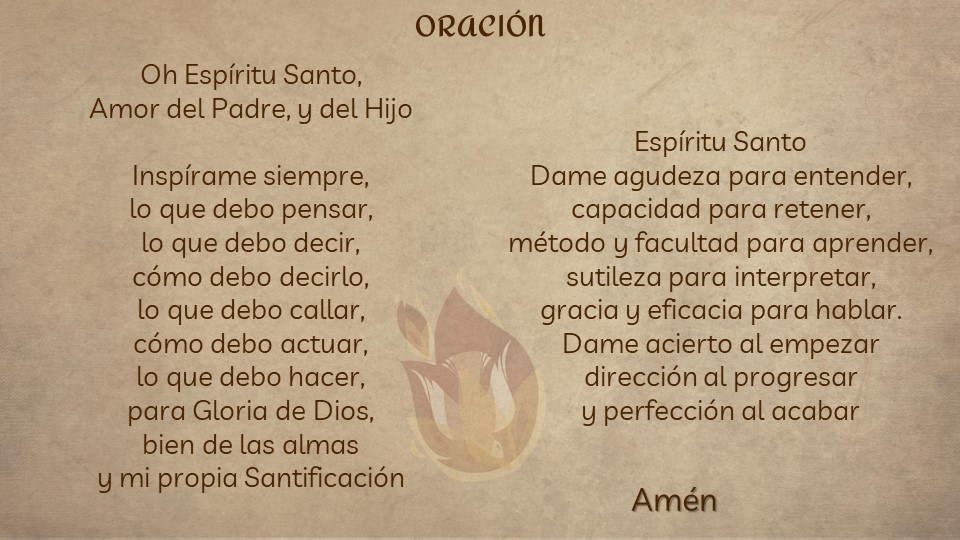 ORACIÓN
Oh Espíritu Santo,
Amor del Padre, y del Hijo
Inspírame siempre,
lo que debo pensar,
lo que debo decir,
cómo debo decirlo,
lo que debo callar,
cómo debo actuar,
lo que debo hacer,
para Gloria de Dios,
bien de las almas
y mi propia Santificación
Espíritu Santo
Dame agudeza para entender,
capacidad para retener,
método y facultad para aprender,
sutileza para interpretar,
gracia y eficacia para hablar.
Dame acierto al empezar
dirección al progresar
y perfección al acabar
Amén